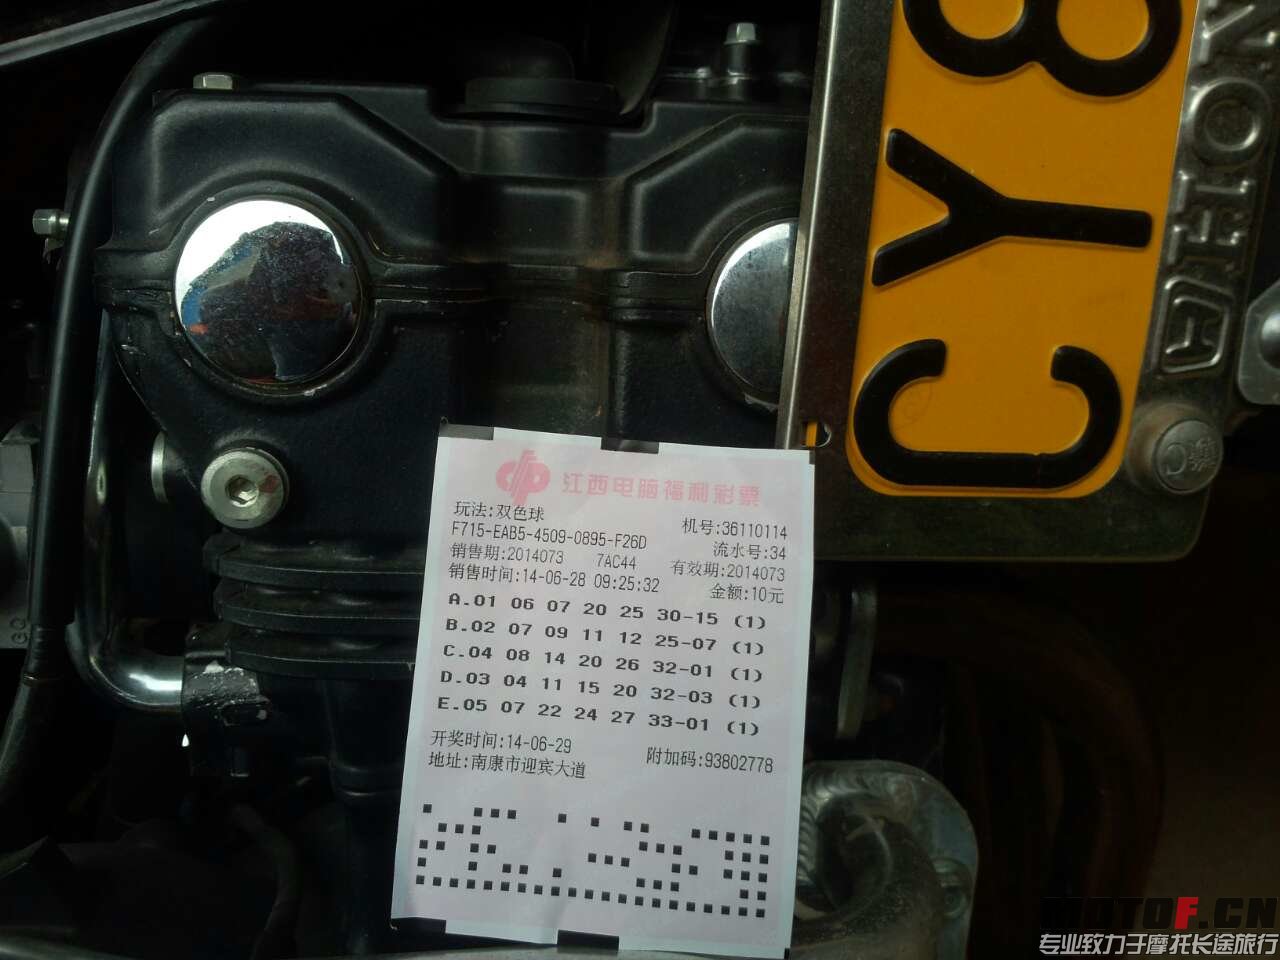 CY8
HON
江西电脑福利彩票
玩法:双色球
机号:36110114
F715-EAB5-4509-0895-F26D
流水号:34
销售期:2014073 7AC44 有效期:2014073
销售时间:14-06-28 09:25:32 金额:10元
A.01 06 07 20 25 30-15 (1)
B.02 07 09 11 12 25-07 (1)
C.04 08 14 20 26 32-01 (1)
D.03 04 11 15 20 32-03 (1)
E.05 07 22 24 27 33-01 (1)
开奖时间:14-06-29 附加码:93802778
地址:南康市迎宾大道
MOTOF.CN
专业致力于摩托长途旅行